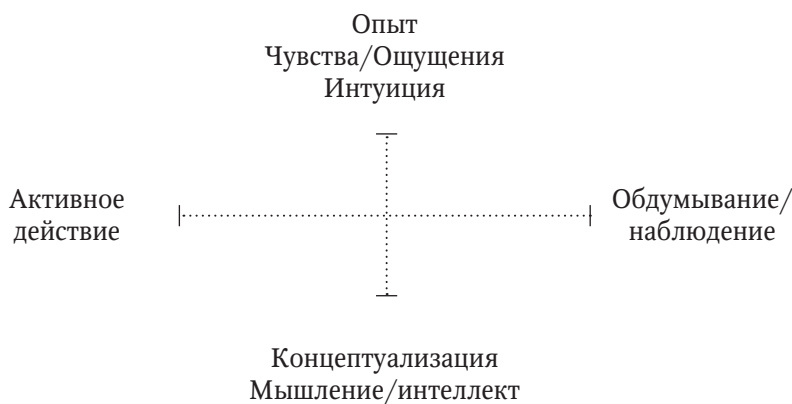 Опыт
Чувства/Ощущения
Интуиция
Активное
действие
Обдумывание/
наблюдение
Концептуализация
Мышление/интеллект